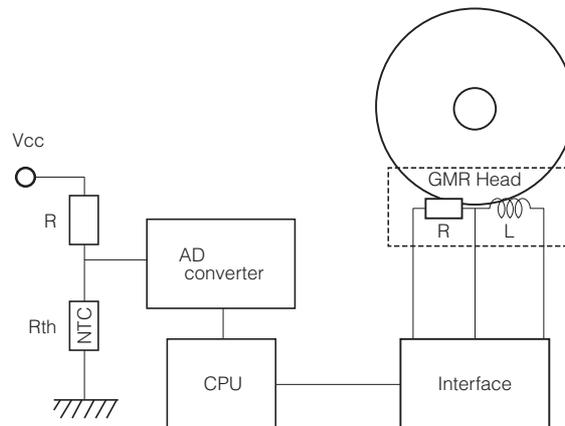 Vcc
GMR Head
R
R
L
AD
converter
Rth
NTC
CPU
Interface